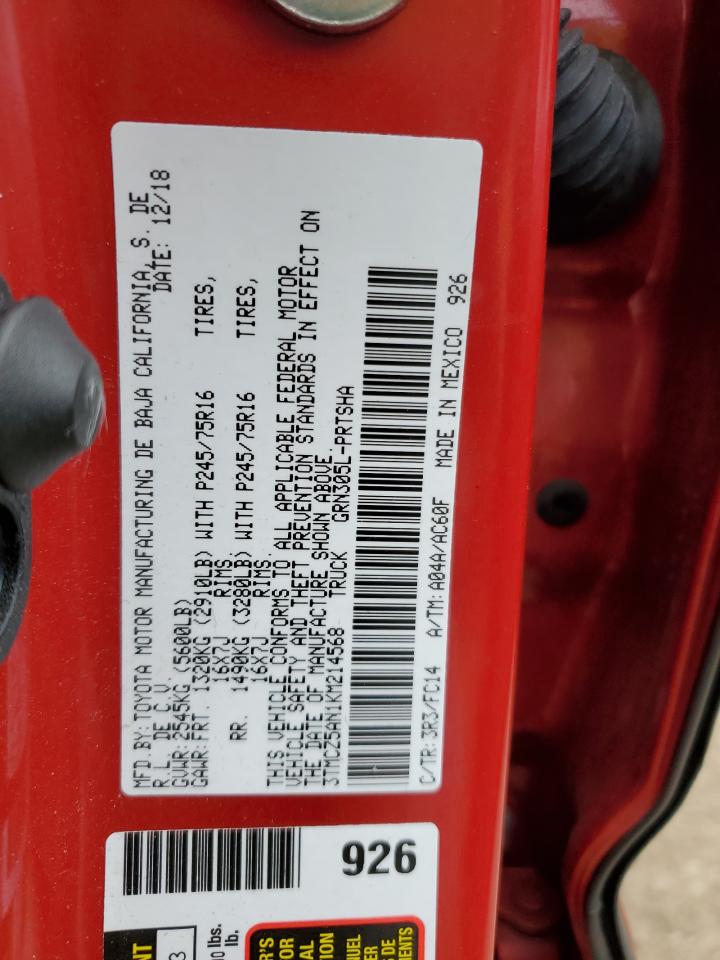 MFD.BY: TOYOTA MOTOR MANUFACTURING DE BAJA CALIFORNIA, S. DE
R.L. DE C.V. DATE: 12/18
GVWR: 2545KG (5600LB)
GAWR: FRT. 1320KG (2910LB) WITH P245/75R16 TIRES,
16X7J RIMS
RR. 1490KG (3280LB) WITH P245/75R16 TIRES,
16X7J RIMS.
THIS VEHICLE CONFORMS TO ALL APPLICABLE FEDERAL MOTOR
VEHICLE SAFETY AND THEFT PREVENTION STANDARDS IN EFFECT ON
THE DATE OF MANUFACTURE SHOWN ABOVE.
3TMCZ5AN1KM214568 TRUCK GRN305L-PRTSHA
C/TR: 3R3/FC14 A/TM: A04A/AC60F MADE IN MEXICO 926
926